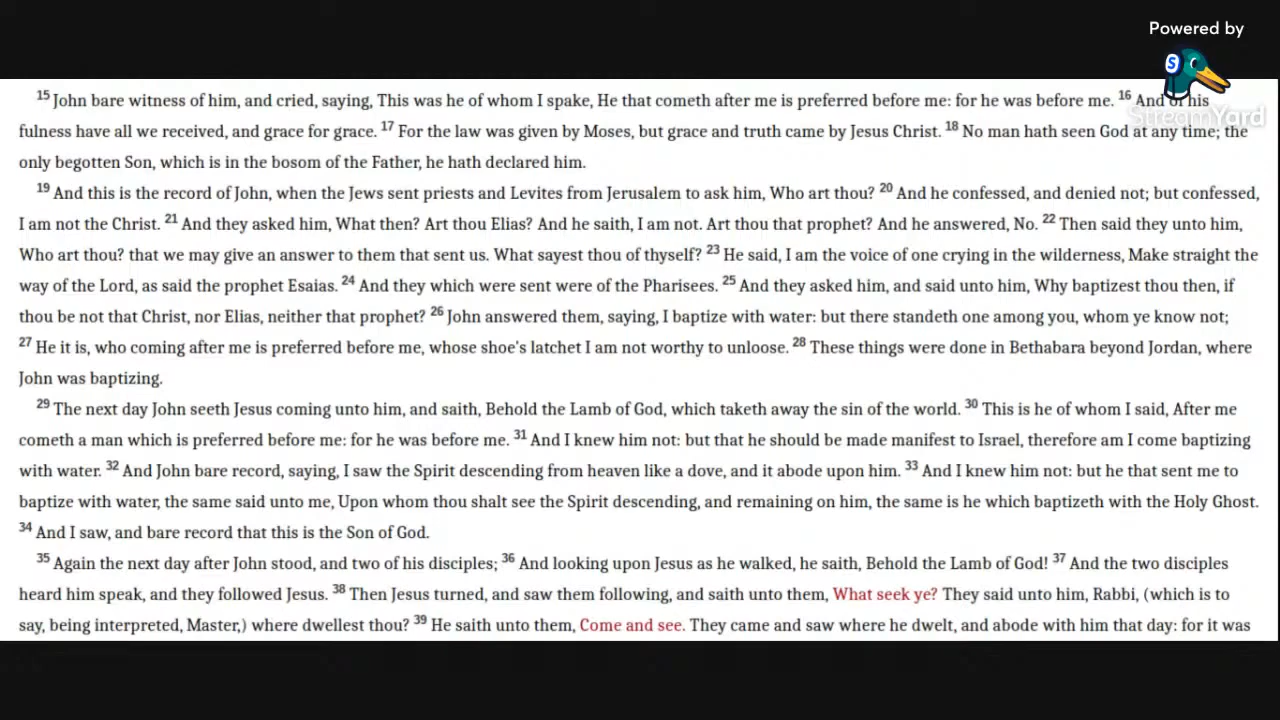 Powered by
StreamYard
15 John bare witness of him, and cried, saying, This was he of whom I spake, He that cometh after me is preferred before me: for he was before me. 16 And of his
fulness have all we received, and grace for grace. 17 For the law was given by Moses, but grace and truth came by Jesus Christ. 18 No man hath seen God at any time; the
only begotten Son, which is in the bosom of the Father, he hath declared him.
19 And this is the record of John, when the Jews sent priests and Levites from Jerusalem to ask him, Who art thou? 20 And he confessed, and denied not; but confessed,
I am not the Christ. 21 And they asked him, What then? Art thou Elias? And he saith, I am not. Art thou that prophet? And he answered, No. 22 Then said they unto him,
Who art thou? that we may give an answer to them that sent us. What sayest thou of thyself? 23 He said, I am the voice of one crying in the wilderness, Make straight the
way of the Lord, as said the prophet Esaias. 24 And they which were sent were of the Pharisees. 25 And they asked him, and said unto him, Why baptizest thou then, if
thou be not that Christ, nor Elias, neither that prophet? 26 John answered them, saying, I baptize with water: but there standeth one among you, whom ye know not;
27 He it is, who coming after me is preferred before me, whose shoe's latchet I am not worthy to unloose. 28 These things were done in Bethabara beyond Jordan, where
John was baptizing.
29 The next day John seeth Jesus coming unto him, and saith, Behold the Lamb of God, which taketh away the sin of the world. 30 This is he of whom I said, After me
cometh a man which is preferred before me: for he was before me. 31 And I knew him not: but that he should be made manifest to Israel, therefore am I come baptizing
with water. 32 And John bare record, saying, I saw the Spirit descending from heaven like a dove, and it abode upon him. 33 And I knew him not: but he that sent me to
baptize with water, the same said unto me, Upon whom thou shalt see the Spirit descending, and remaining on him, the same is he which baptizeth with the Holy Ghost.
34 And I saw, and bare record that this is the Son of God.
35 Again the next day after John stood, and two of his disciples; 36 And looking upon Jesus as he walked, he saith, Behold the Lamb of God! 37 And the two disciples
heard him speak, and they followed Jesus. 38 Then Jesus turned, and saw them following, and saith unto them, What seek ye? They said unto him, Rabbi, (which is to
say, being interpreted, Master,) where dwellest thou? 39 He saith unto them, Come and see. They came and saw where he dwelt, and abode with him that day: for it was